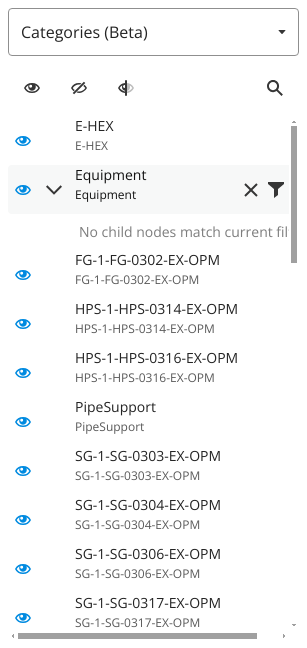 Categories (Beta)
E-HEX
E-HEX
Equipment
Equipment
No child nodes match current fil
FG-1-FG-0302-EX-OPM
FG-1-FG-0302-EX-OPM
HPS-1-HPS-0314-EX-OPM
HPS-1-HPS-0314-EX-OPM
HPS-1-HPS-0316-EX-OPM
HPS-1-HPS-0316-EX-OPM
PipeSupport
PipeSupport
SG-1-SG-0303-EX-OPM
SG-1-SG-0303-EX-OPM
SG-1-SG-0304-EX-OPM
SG-1-SG-0304-EX-OPM
SG-1-SG-0306-EX-OPM
SG-1-SG-0306-EX-OPM
SG-1-SG-0317-EX-OPM
SG-1-SG-0317-EX-OPM